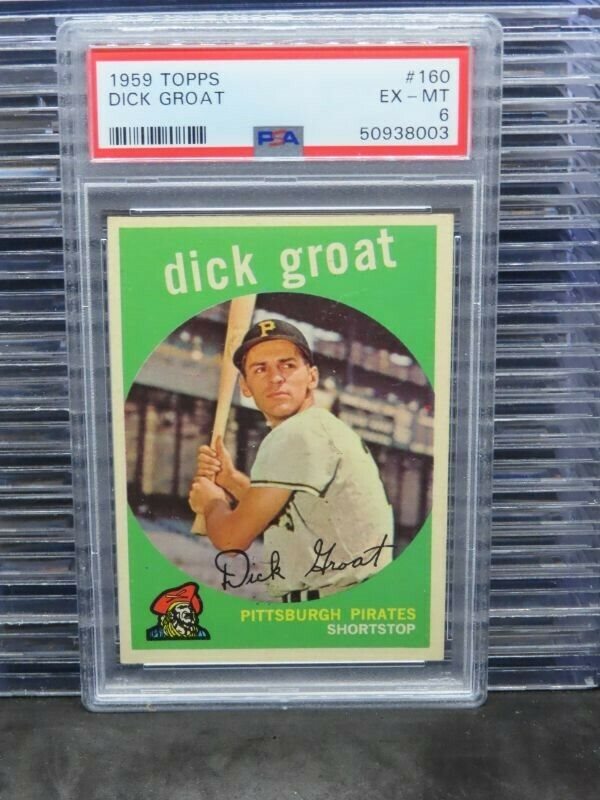 1959 TOPPS #160
DICK GROAT EX - MT
6
PSA 50938003
dick groat
P
Dick Groat
PITTSBURGH PIRATES
SHORTSTOP